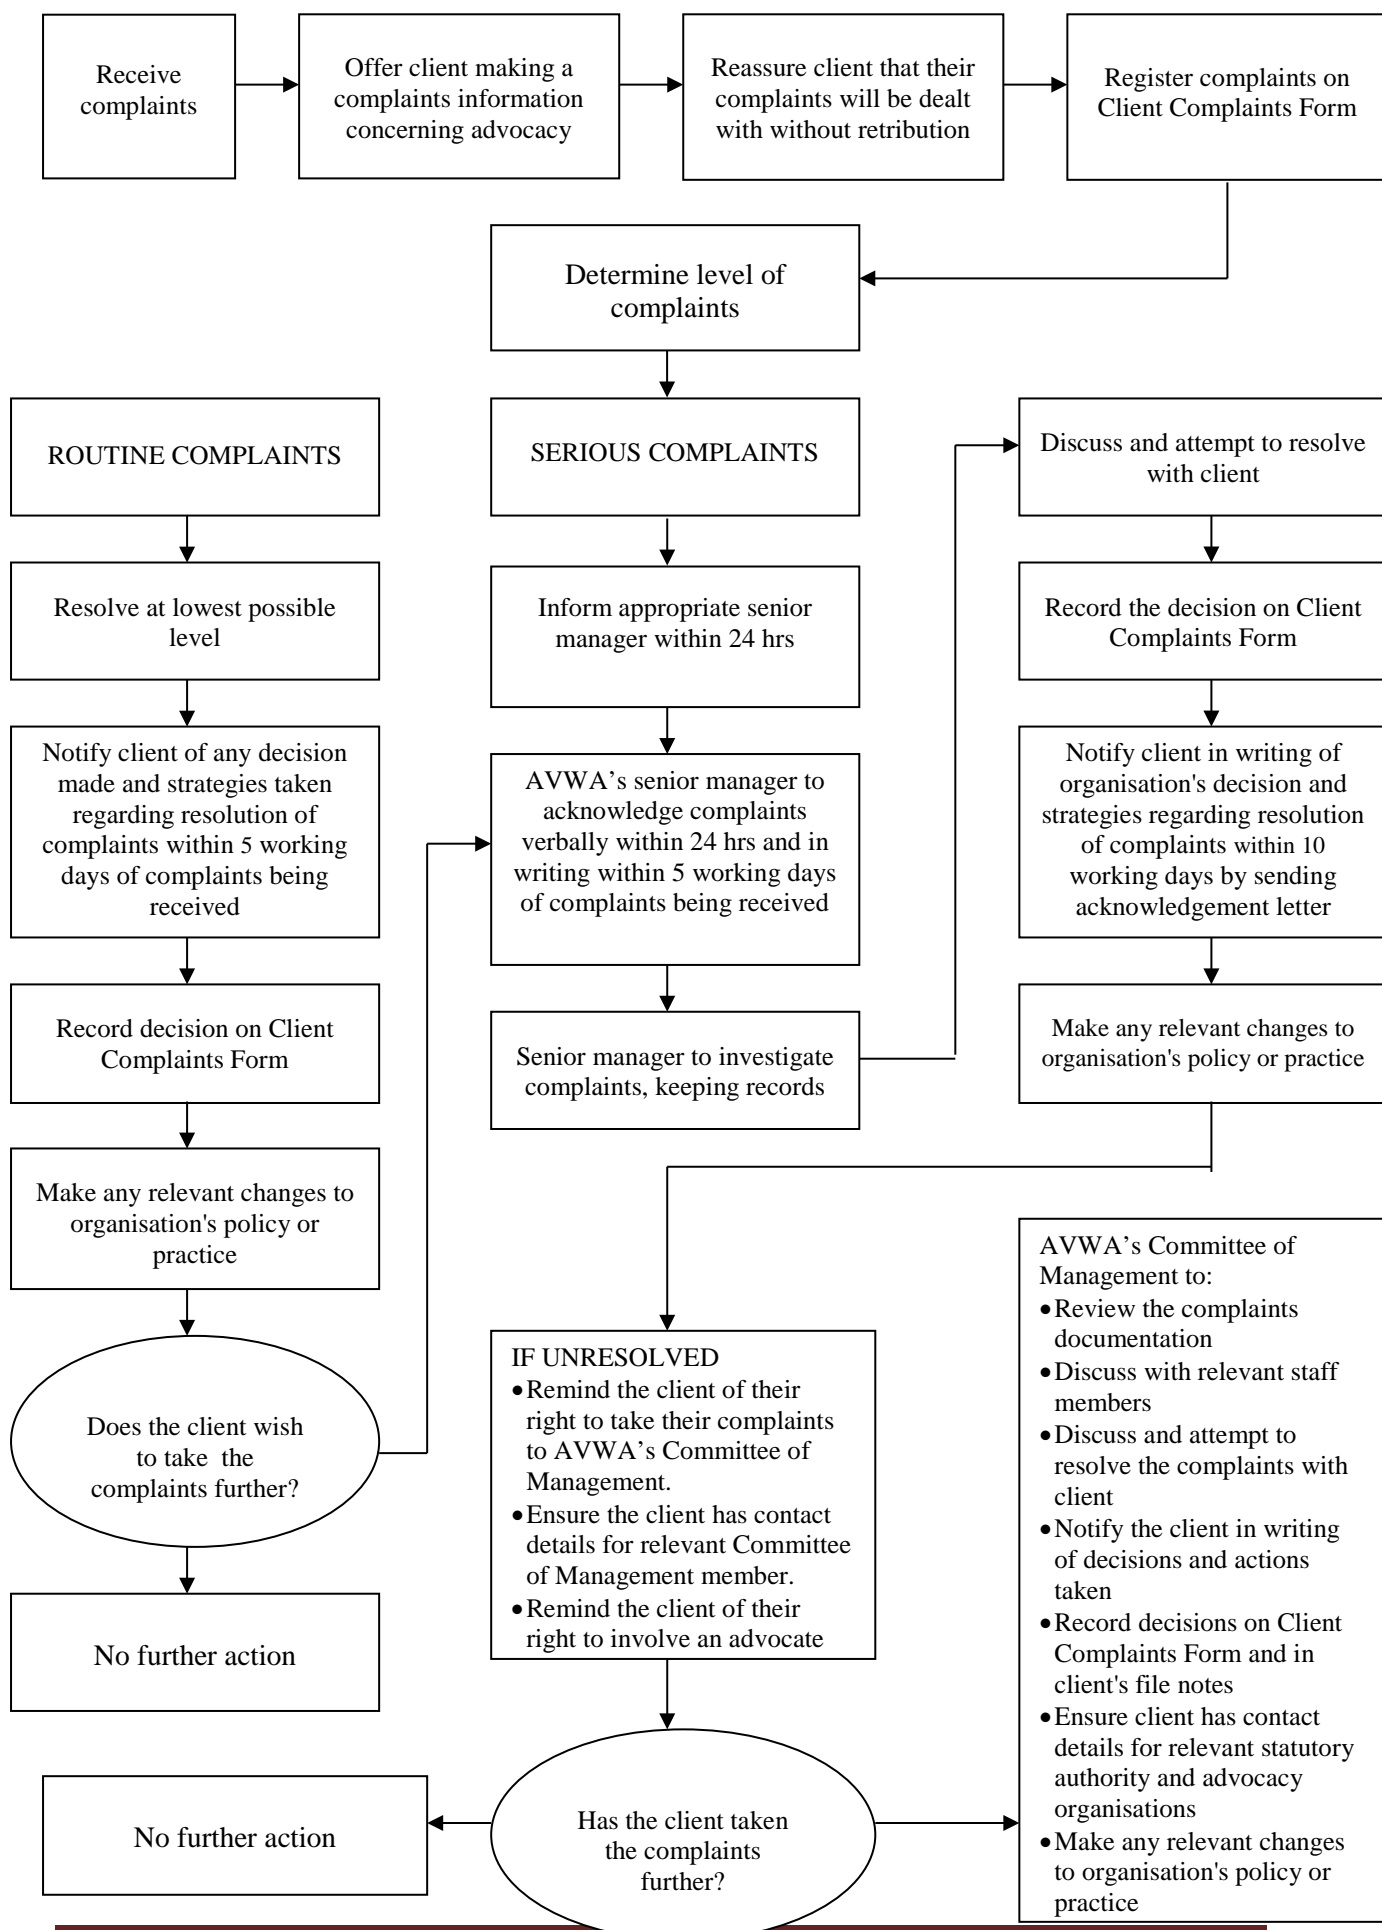 Receive
complaints
Offer client making a
complaints information
concerning advocacy
Reassure client that their
complaints will be dealt
with without retribution
Register complaints on
Client Complaints Form
Determine level of
complaints
ROUTINE COMPLAINTS
Resolve at lowest possible
level
Notify client of any decision
made and strategies taken
regarding resolution of
complaints within 5 working
days of complaints being
received
Record decision on Client
Complaints Form
Make any relevant changes to
organisation's policy or
practice
Does the client wish
to take the
complaints further?
No further action
SERIOUS COMPLAINTS
Inform appropriate senior
manager within 24 hrs
AVWA’s senior manager to
acknowledge complaints
verbally within 24 hrs and in
writing within 5 working days
of complaints being received
Senior manager to investigate
complaints, keeping records
Discuss and attempt to resolve
with client
Record the decision on Client
Complaints Form
Notify client in writing of
organisation's decision and
strategies regarding resolution
of complaints within 10
working days by sending
acknowledgement letter
Make any relevant changes to
organisation's policy or practice
IF UNRESOLVED
•Remind the client of their
right to take their complaints
to AVWA’s Committee of
Management.
•Ensure the client has contact
details for relevant Committee
of Management member.
•Remind the client of their
right to involve an advocate
Has the client taken
the complaints
further?
No further action
AVWA’s Committee of
Management to:
•Review the complaints
documentation
•Discuss with relevant staff
members
•Discuss and attempt to
resolve the complaints with
client
•Notify the client in writing
of decisions and actions
taken
•Record decisions on Client
Complaints Form and in
client's file notes
•Ensure client has contact
details for relevant statutory
authority and advocacy
organisations
•Make any relevant changes
to organisation's policy or
practice